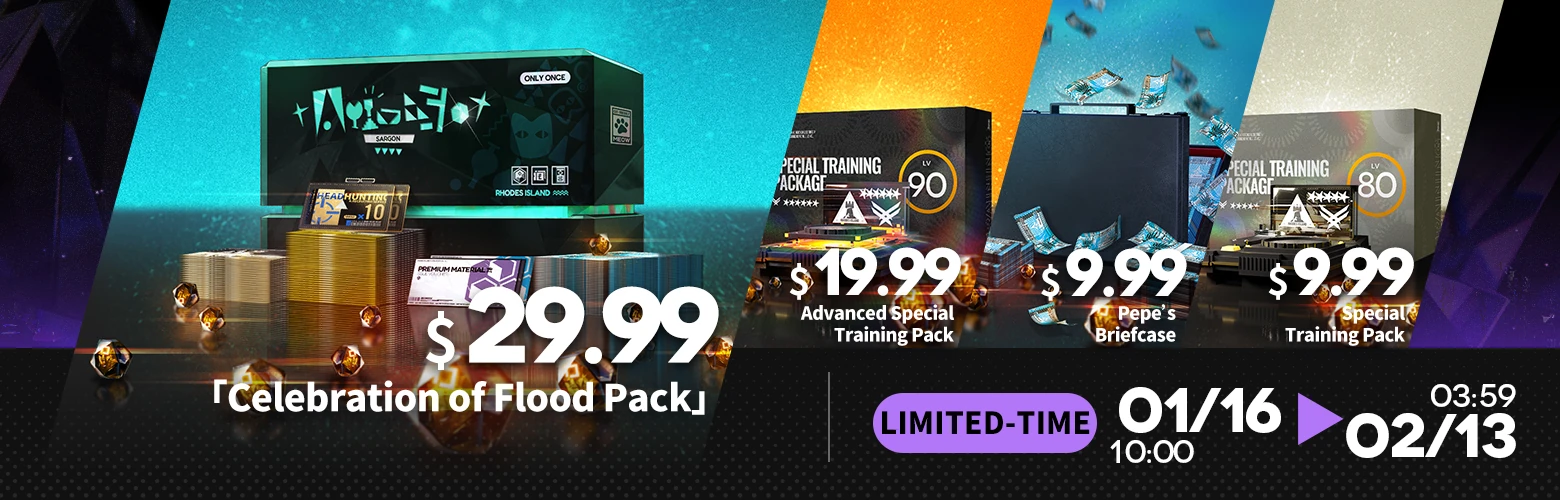 ONLY ONCE
SARGON
MEOW
RHODES ISLAND
HEADHUNTING
×10
PREMIUM MATERIAL
$29.99
「Celebration of Flood Pack」
SPECIAL TRAINING
PACKAGE
LV
90
$19.99
Advanced Special
Training Pack
$9.99
Pepe's
Briefcase
PECIAL TRAINING
PACKAGE
LV
80
$9.99
Special
Training Pack
LIMITED-TIME
01/16
10:00
03:59
02/13